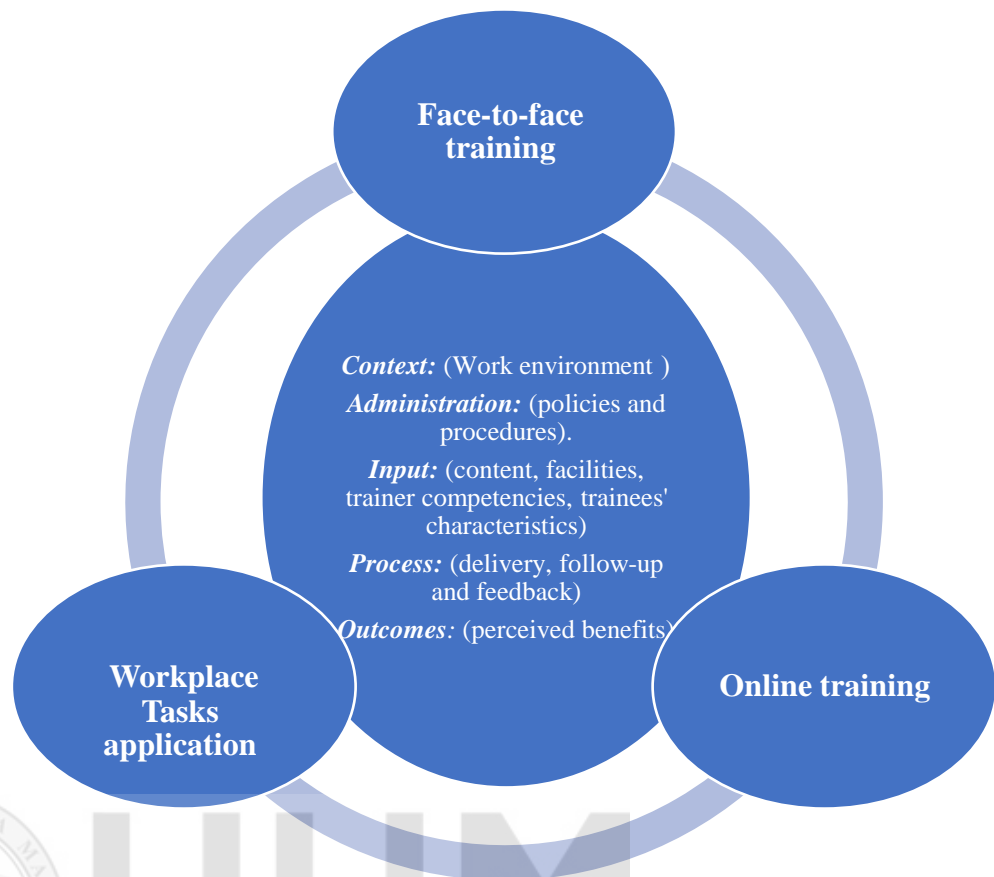 Face-to-face
training
Context: (Work environment )
Administration: (policies and
procedures).
Input: (content, facilities,
trainer competencies, trainees'
characteristics)
Process: (delivery, follow-up
and feedback)
Outcomes: (perceived benefits)
Workplace
Tasks
application
Online training